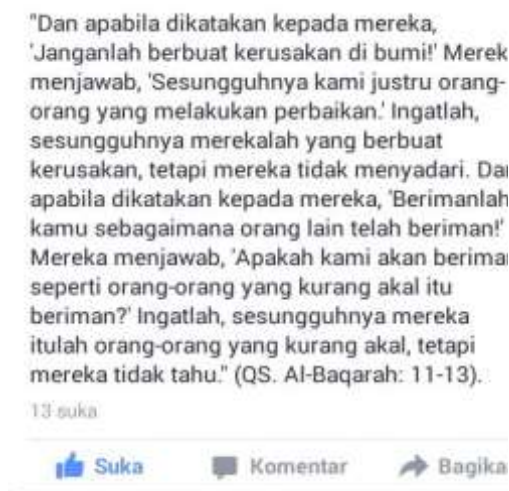 "Dan apabila dikatakan kepada mereka,
'Janganlah berbuat kerusakan di bumi!' Merek
menjawab, 'Sesungguhnya kami justru orang-
orang yang melakukan perbaikan.' Ingatlah,
sesungguhnya merekalah yang berbuat
kerusakan, tetapi mereka tidak menyadari. Dan
apabila dikatakan kepada mereka, 'Berimanlah
kamu sebagaimana orang lain telah beriman!'
Mereka menjawab, 'Apakah kami akan beriman
seperti orang-orang yang kurang akal itu
beriman?' Ingatlah, sesungguhnya mereka
itulah orang-orang yang kurang akal, tetapi
mereka tidak tahu." (QS. Al-Baqarah: 11-13).
13 suka
Suka Komentar Bagika